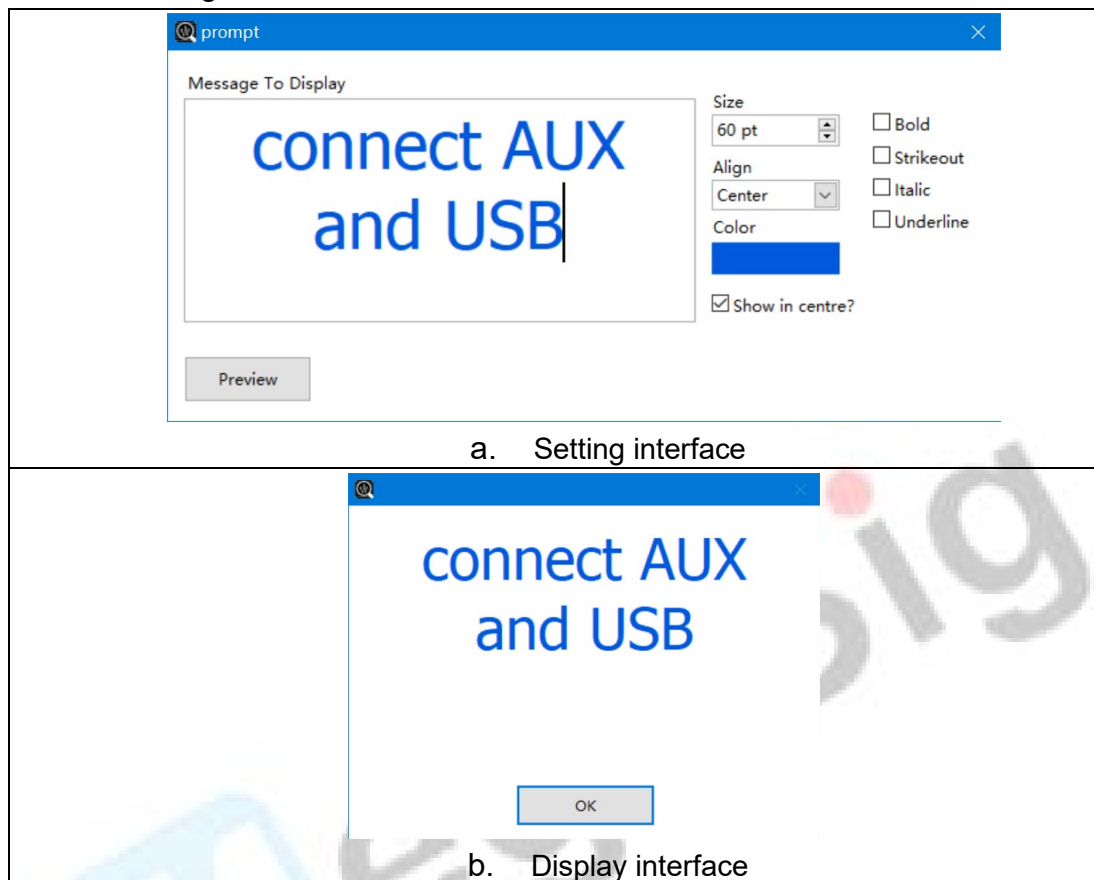 prompt
Message To Display
connect AUX
and USB
Size
60 pt
Align
Center
Color
Bold
Strikeout
Italic
Underline
Show in centre?
Preview
a. Setting interface
connect AUX
and USB
OK
b. Display interface